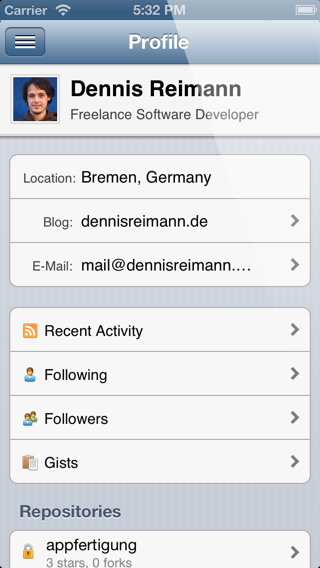 Carrier 5:32 PM
Profile
Dennis Reimann
Freelance Software Developer
Location: Bremen, Germany
Blog: dennisreimann.de
E-Mail: mail@dennisreimann....
Recent Activity
Following
Followers
Gists
Repositories
appfertigung
3 stars, 0 forks